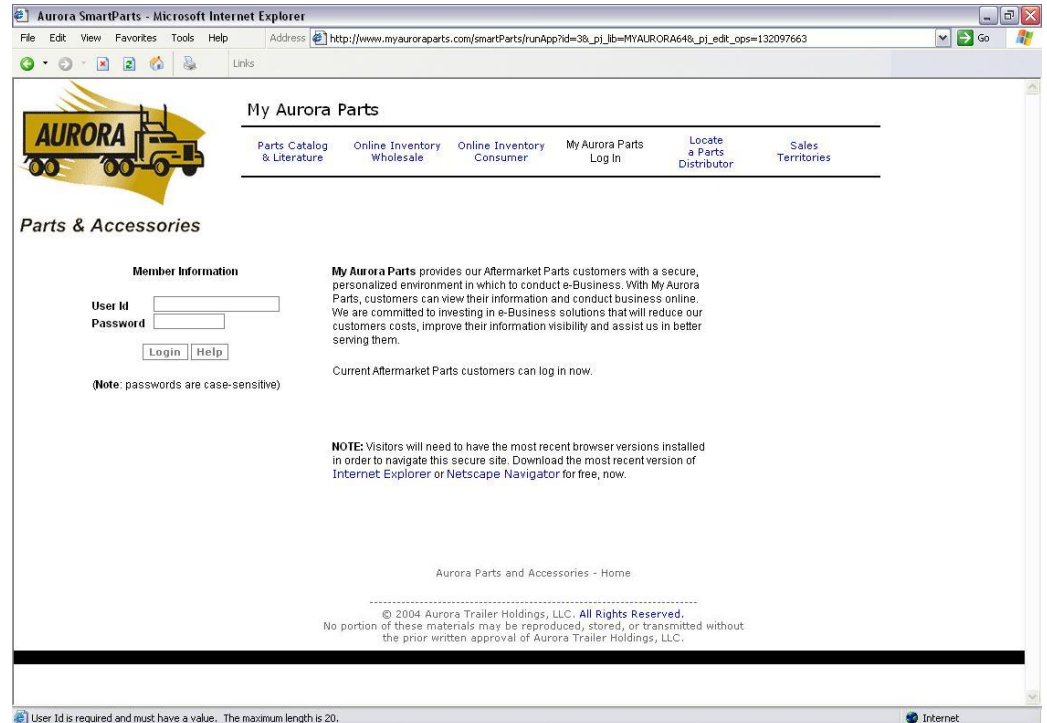 Aurora SmartParts - Microsoft Internet Explorer
File Edit View Favorites Tools Help
Address http://www.myauroraparts.com/smartParts/runApp?id=3&_pj_lib=MYAURORA64&_pj_edit_ops=132097663
Go
Links
AURORA
Parts & Accessories
My Aurora Parts
Parts Catalog
& Literature
Online Inventory
Wholesale
Online Inventory
Consumer
My Aurora Parts
Log In
Locate
a Parts
Distributor
Sales
Territories
Member Information
User Id
Password
Login Help
(Note: passwords are case-sensitive)
My Aurora Parts provides our Aftermarket Parts customers with a secure,
personalized environment in which to conduct e-Business. With My Aurora
Parts, customers can view their information and conduct business online.
We are committed to investing in e-Business solutions that will reduce our
customers costs, improve their information visibility and assist us in better
serving them.
Current Aftermarket Parts customers can log in now.
NOTE: Visitors will need to have the most recent browser versions installed
in order to navigate this secure site. Download the most recent version of
Internet Explorer or Netscape Navigator for free, now.
Aurora Parts and Accessories - Home
------------------------------------------------------------------
© 2004 Aurora Trailer Holdings, LLC. All Rights Reserved.
No portion of these materials may be reproduced, stored, or transmitted without
the prior written approval of Aurora Trailer Holdings, LLC.
User Id is required and must have a value. The maximum length is 20.
Internet